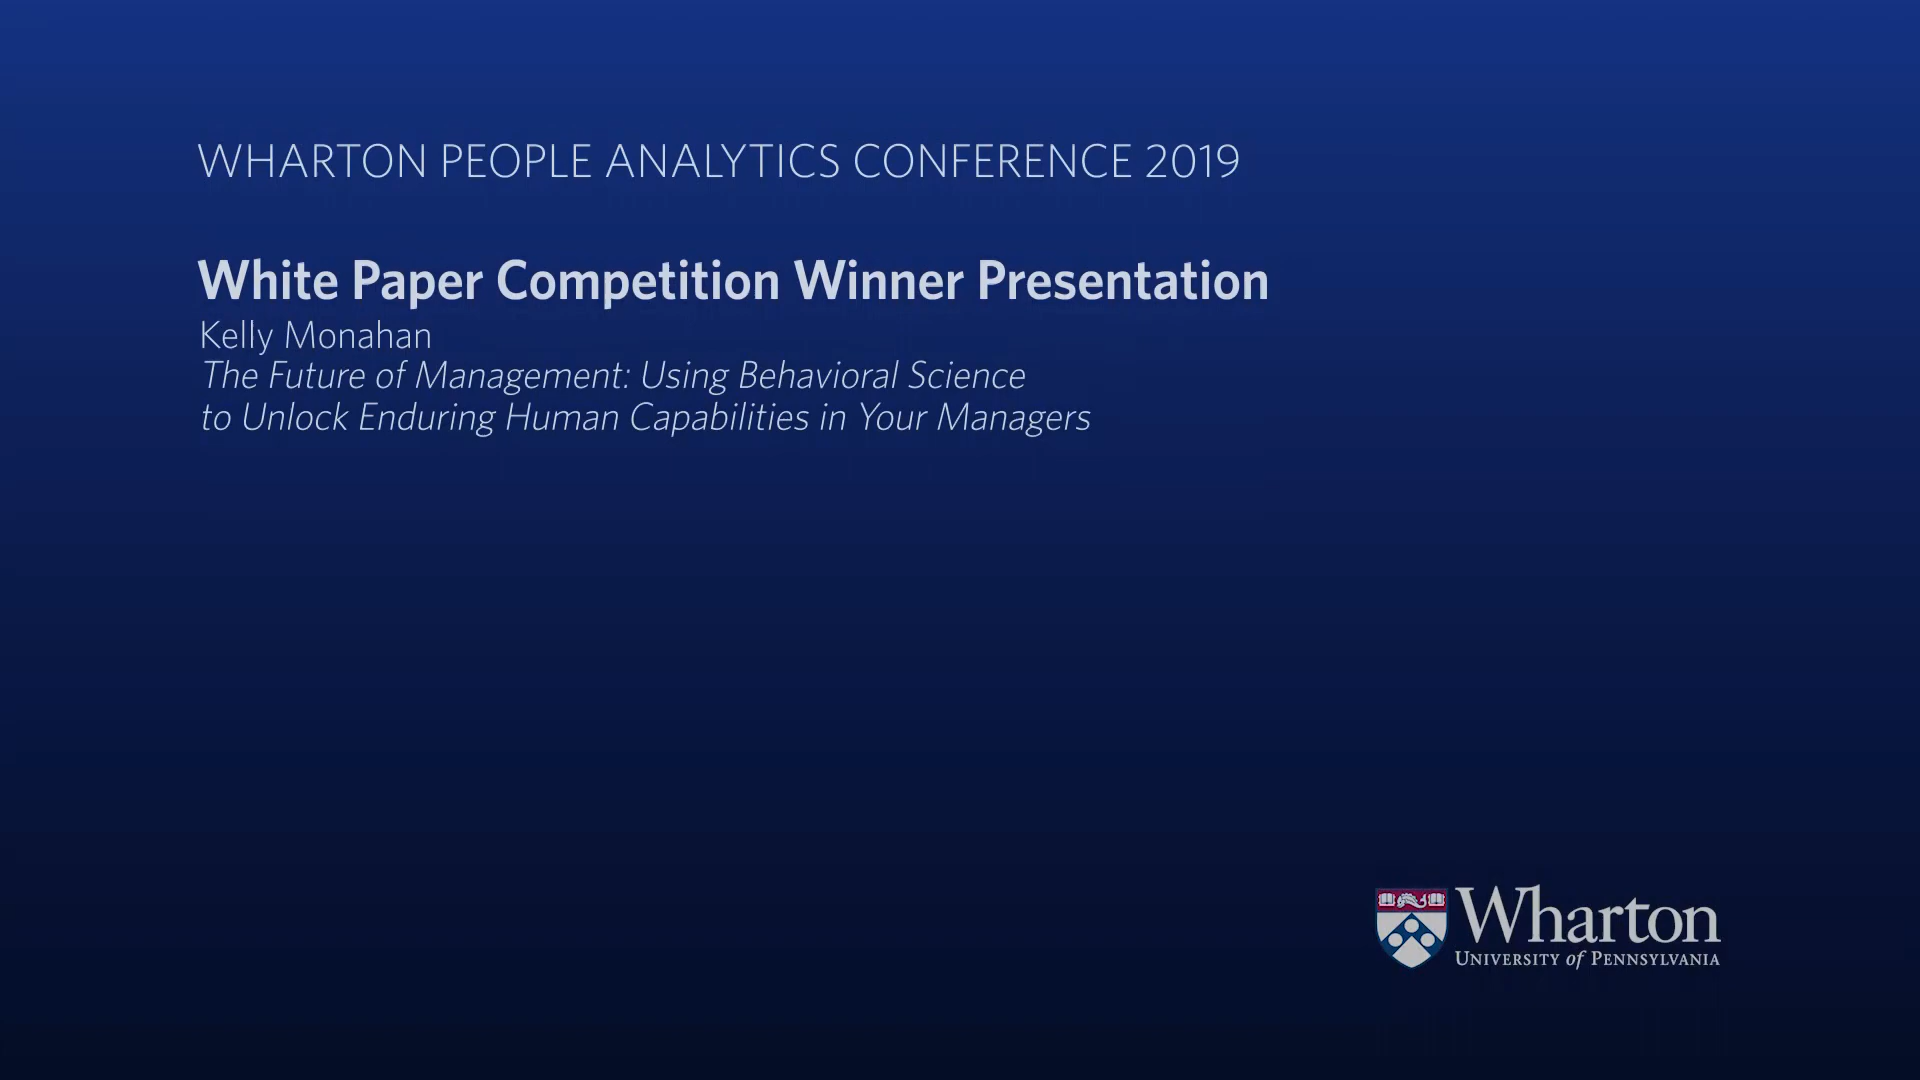 WHARTON PEOPLE ANALYTICS CONFERENCE 2019
White Paper Competition Winner Presentation
Kelly Monahan
The Future of Management: Using Behavioral Science
to Unlock Enduring Human Capabilities in Your Managers
Wharton
UNIVERSITY of PENNSYLVANIA